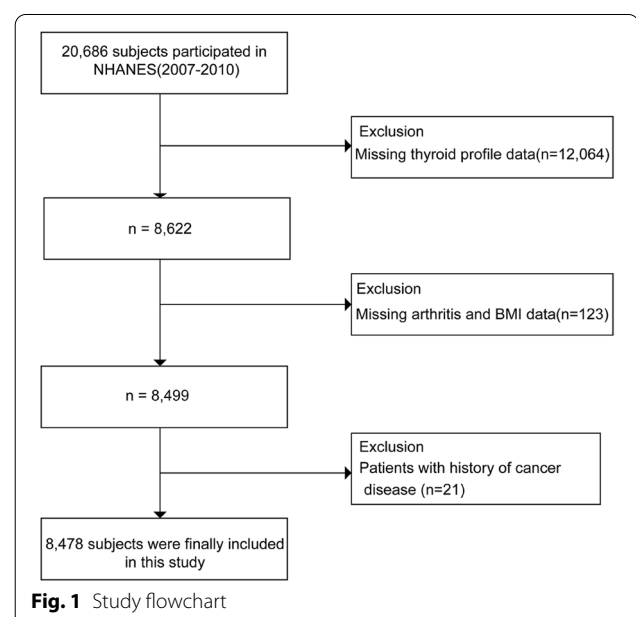 20,686 subjects participated in
NHANES(2007-2010)
Exclusion
Missing thyroid profile data(n=12,064)
n = 8,622
Exclusion
Missing arthritis and BMI data(n=123)
n = 8,499
Exclusion
Patients with history of cancer
disease (n=21)
8,478 subjects were finally included
in this study
Fig. 1 Study flowchart